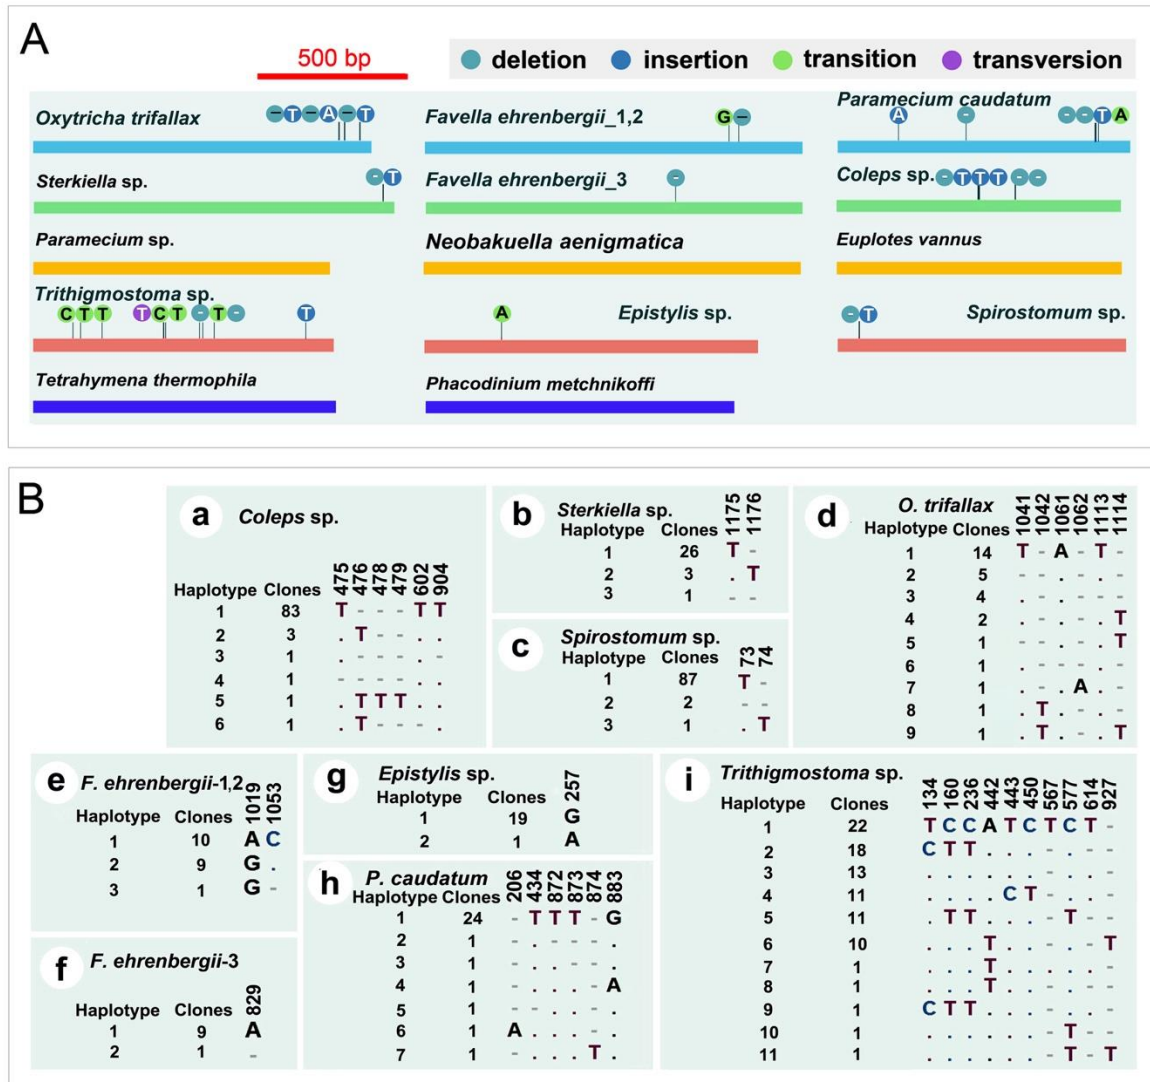 A
500 bp
deletion insertion transition transversion
Oxytricha trifallax
– T – A – T
Favella ehrenbergii_1,2
G –
Paramecium caudatum
A - - - T A
Sterkiella sp.
- T
Favella ehrenbergii_3
-
Coleps sp.
- T T T - -
Paramecium sp.
Neobakuella aenigmatica
Euplotes vannus
Trithigmostoma sp.
C T T T C T - T - T
A
Epistylis sp.
- T
Spirostomum sp.
Tetrahymena thermophila
Phacodinium metchnikoffi
B
a Coleps sp.
Haplotype Clones 475 476 478 479 602 904
1 83 T - - - T T
2 3 . T - - . .
3 1 . - - - . -
4 1 - - - - . .
5 1 . T T T . .
6 1 . T - - - .
b Sterkiella sp.
Haplotype Clones 1175 1176
1 26 T -
2 3 . T
3 1 - -
c Spirostomum sp.
Haplotype Clones 73 74
1 87 T -
2 2 - -
3 1 . T
d O. trifallax
Haplotype Clones 1041 1042 1061 1062 1113 1114
1 14 T - A - T -
2 5 . - . - - -
3 4 . - - - . -
4 2 . - . - . T
5 1 . - - - . T
6 1 - - . - . -
7 1 . - . A . -
8 1 . T . - . -
9 1 . T . - . T
e F. ehrenbergii-1,2
Haplotype Clones 1019 1053
1 10 A C
2 9 G .
3 1 G -
f F. ehrenbergii-3
Haplotype Clones 829
1 9 A
2 1 -
g Epistylis sp.
Haplotype Clones 257
1 19 G
2 1 A
h P. caudatum
Haplotype Clones 206 434 872 873 874 883
1 24 - T T T - G
2 1 - . - - - .
3 1 - . . - - .
4 1 - . . . - A
5 1 - - . . - .
6 1 A . . . - .
7 1 - . . . T .
i Trithigmostoma sp.
Haplotype Clones 134 160 236 442 443 450 567 577 614 927
1 22 T C C A T C T C T -
2 18 C T T . . . - . - -
3 13 . . . . . . - . . -
4 11 . . . . C T . . . -
5 11 . T T . . . - T . -
6 10 . . . T . . - . . T
7 1 . . . T . . . . . -
8 1 . . . T . . - . . -
9 1 C T T . . . - . . -
10 1 . . . . . . - T . -
11 1 . . . . . . - T . T